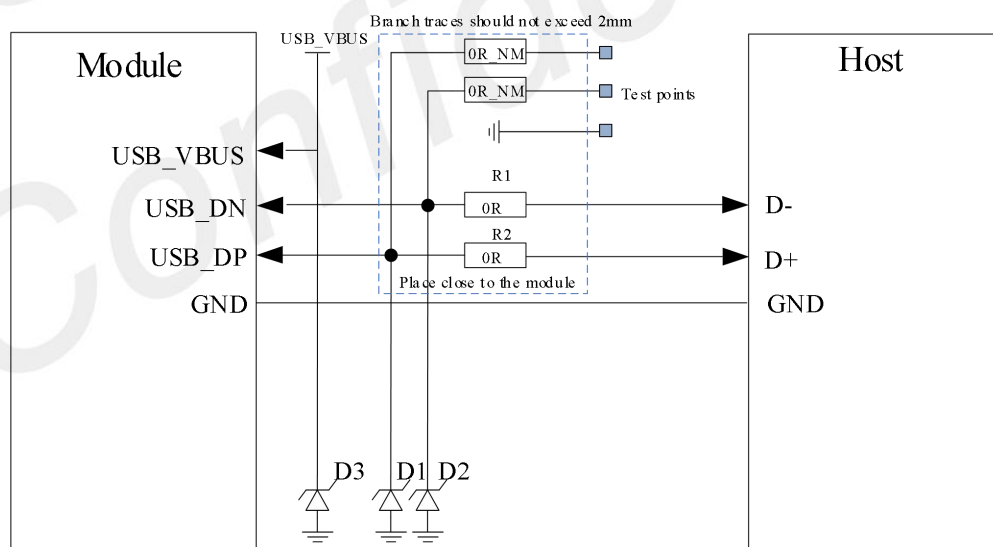 Branch traces should not exceed 2mm
USB_VBUS
Module
Host
0R_NM
0R_NM
Test points
USB_VBUS
R1
USB_DN
0R
D-
R2
USB_DP
0R
D+
Place close to the module
GND
GND
D3
D1
D2